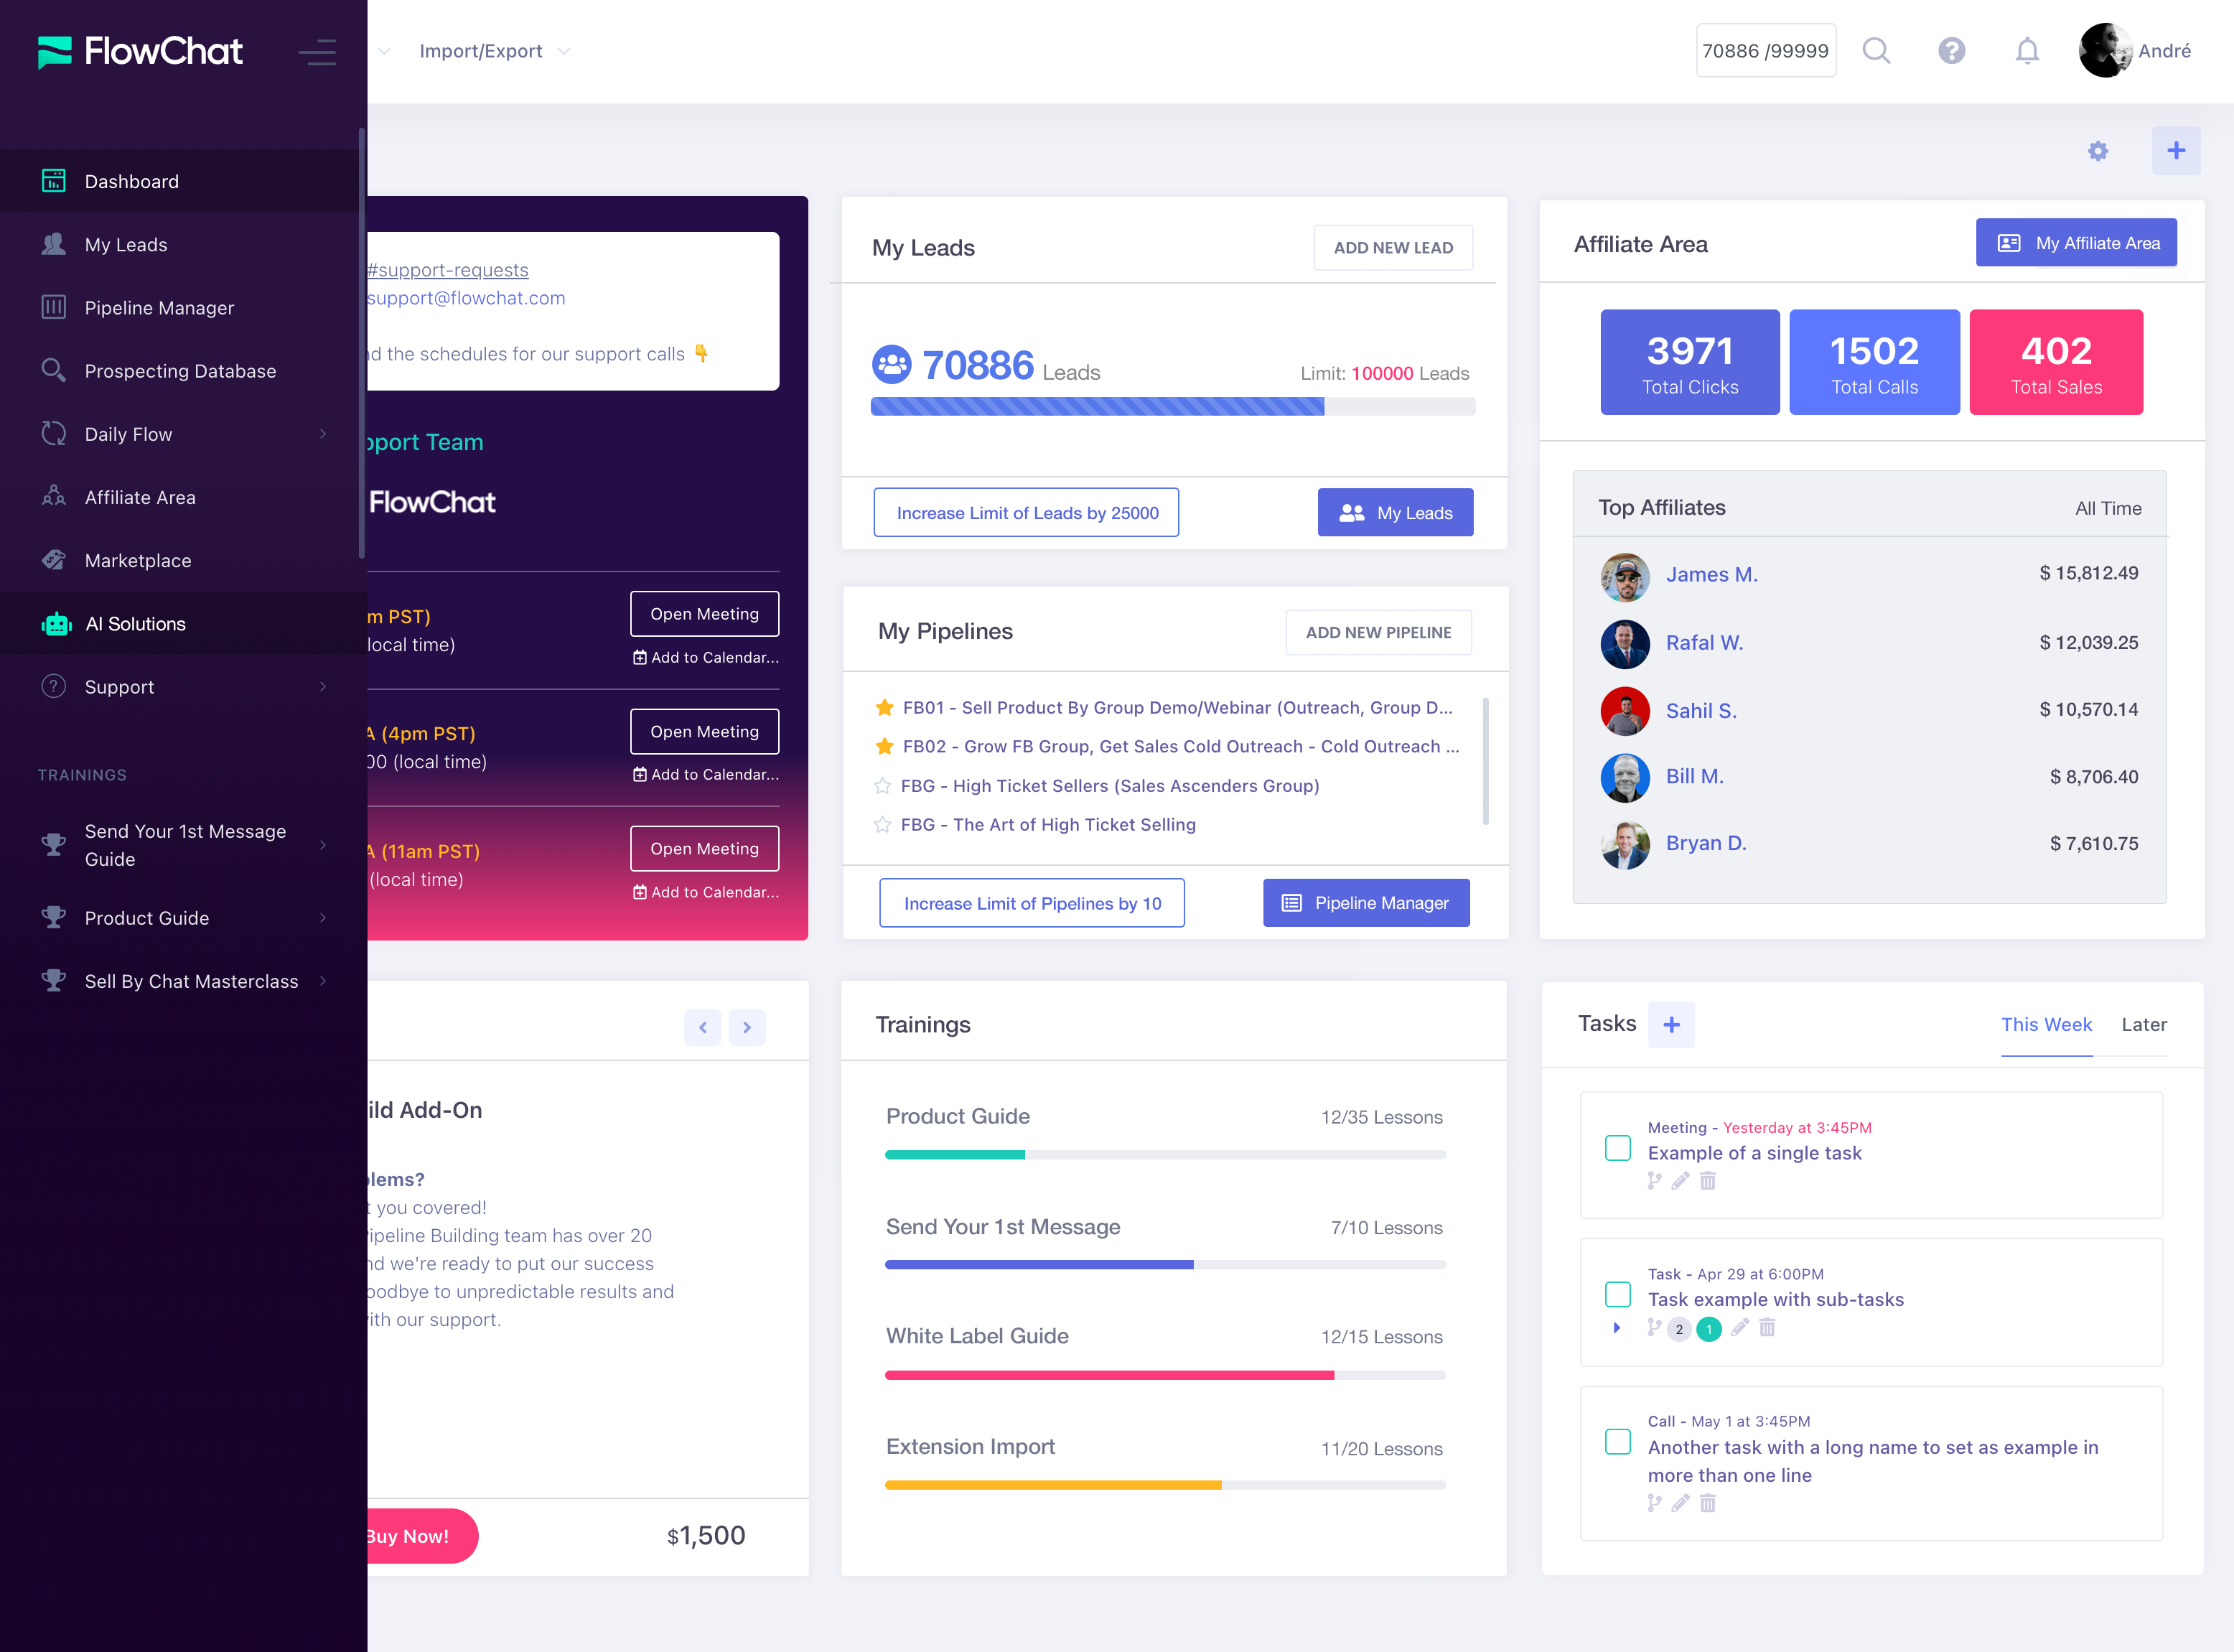 FlowChat
Import/Export
70886 /99999
André
Dashboard
My Leads
Pipeline Manager
Prospecting Database
Daily Flow
Affiliate Area
Marketplace
AI Solutions
Support
TRAININGS
Send Your 1st Message
Guide
Product Guide
Sell By Chat Masterclass
#support-requests
support@flowchat.com
the schedules for our support calls 👇
Team
FlowChat
PST)
local time)
Open Meeting
Add to Calendar...
(4pm PST)
(local time)
Open Meeting
Add to Calendar...
(11am PST)
(local time)
Open Meeting
Add to Calendar...
My Leads
ADD NEW LEAD
70886 Leads
Limit: 100000 Leads
Increase Limit of Leads by 25000
My Leads
My Pipelines
ADD NEW PIPELINE
FB01 - Sell Product By Group Demo/Webinar (Outreach, Group D...
FB02 - Grow FB Group, Get Sales Cold Outreach - Cold Outreach ...
FBG - High Ticket Sellers (Sales Ascenders Group)
FBG - The Art of High Ticket Selling
Increase Limit of Pipelines by 10
Pipeline Manager
Affiliate Area
My Affiliate Area
3971
Total Clicks
1502
Total Calls
402
Total Sales
Top Affiliates
All Time
James M.
$ 15,812.49
Rafal W.
$ 12,039.25
Sahil S.
$ 10,570.14
Bill M.
$ 8,706.40
Bryan D.
$ 7,610.75
Add-On
you covered!
Pipeline Building team has over 20
we're ready to put our success
to unpredictable results and
our support.
Buy Now!
$1,500
Trainings
Product Guide
12/35 Lessons
Send Your 1st Message
7/10 Lessons
White Label Guide
12/15 Lessons
Extension Import
11/20 Lessons
Tasks
This Week
Later
Meeting - Yesterday at 3:45PM
Example of a single task
Task - Apr 29 at 6:00PM
Task example with sub-tasks
2
1
Call - May 1 at 3:45PM
Another task with a long name to set as example in
more than one line